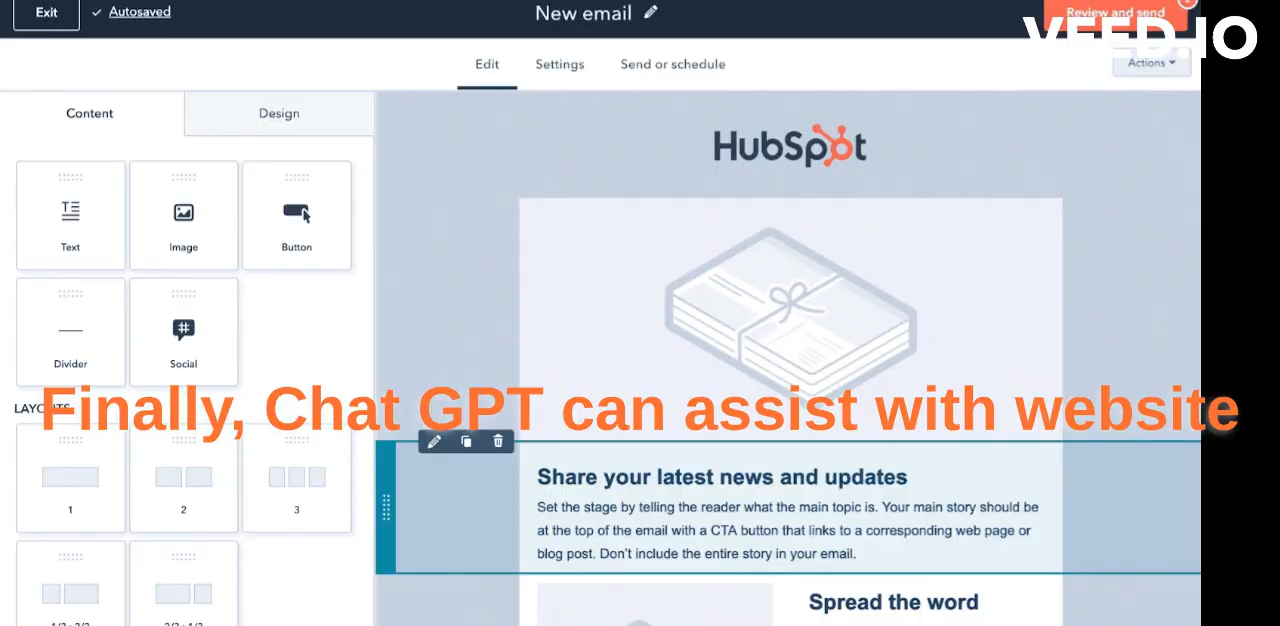 Exit
Autosaved
New email
Review and send
VEED.IO
Edit
Settings
Send or schedule
Actions
Content
Design
HubSpot
Text
Image
Button
Divider
Social
Finally, Chat GPT can assist with website
1
2
3
Share your latest news and updates
Set the stage by telling the reader what the main topic is. Your main story should be
at the top of the email with a CTA button that links to a corresponding web page or
blog post. Don't include the entire story in your email.
Spread the word